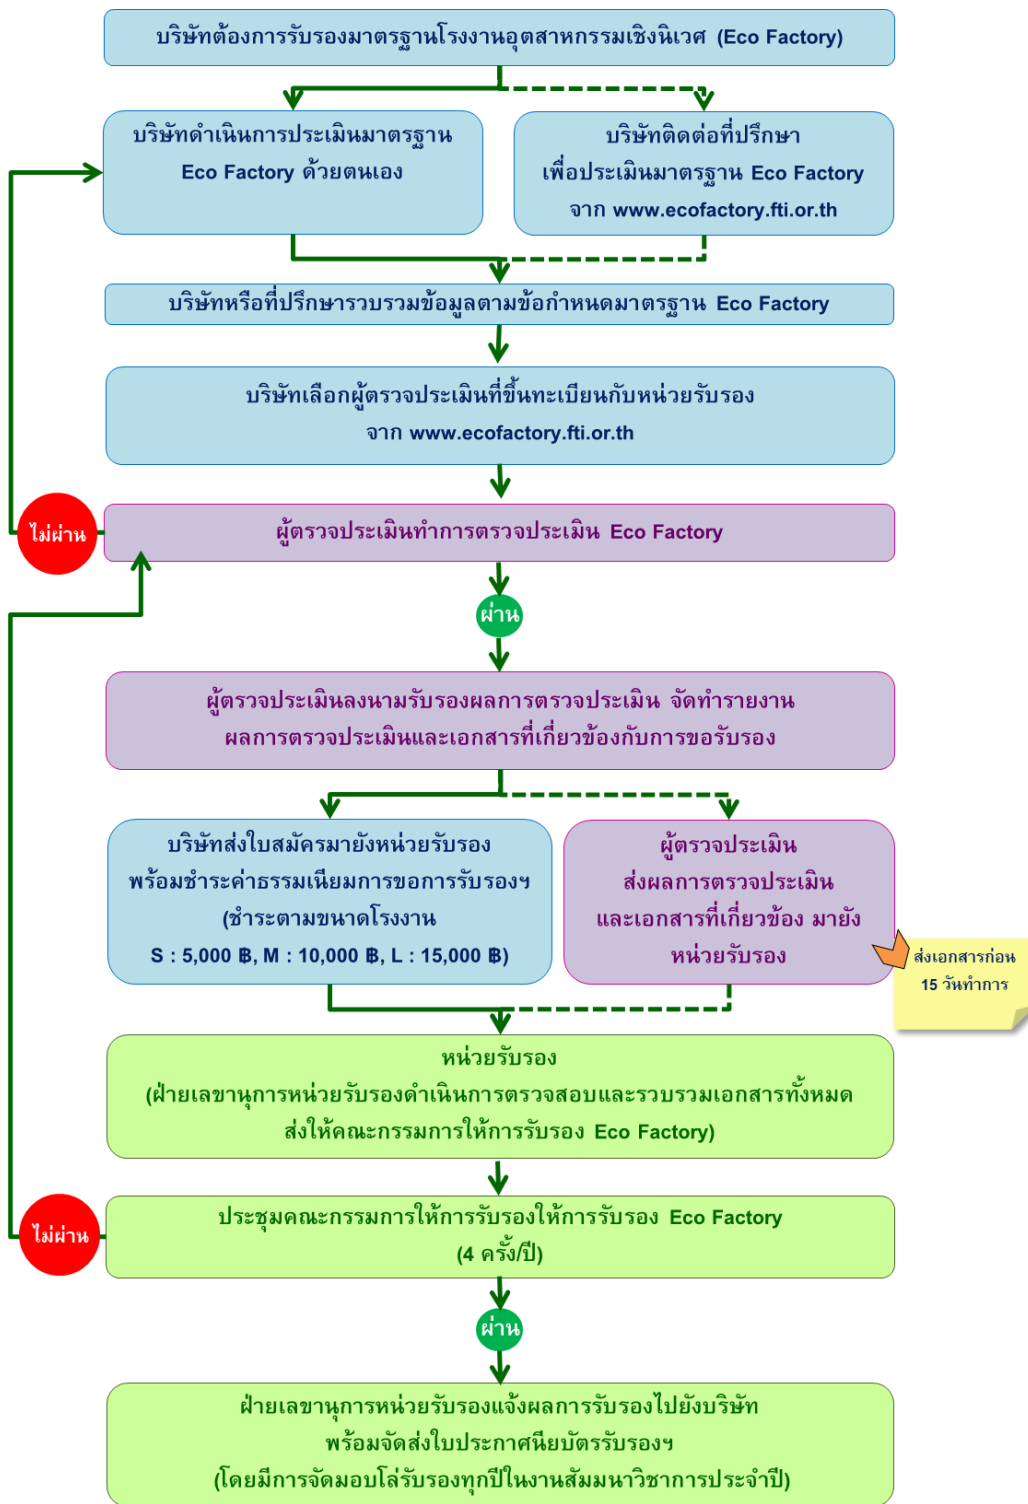 บริษัทต้องการรับรองมาตรฐานโรงงานอุตสาหกรรมเชิงนิเวศ (Eco Factory)
บริษัทดำเนินการประเมินมาตรฐาน
Eco Factory ด้วยตนเอง
บริษัทติดต่อที่ปรึกษา
เพื่อประเมินมาตรฐาน Eco Factory
จาก www.ecofactory.fti.or.th
บริษัทหรือที่ปรึกษารวบรวมข้อมูลตามข้อกำหนดมาตรฐาน Eco Factory
บริษัทเลือกผู้ตรวจประเมินที่ขึ้นทะเบียนกับหน่วยรับรอง
จาก www.ecofactory.fti.or.th
ไม่ผ่าน
ผู้ตรวจประเมินทำการตรวจประเมิน Eco Factory
ผ่าน
ผู้ตรวจประเมินลงนามรับรองผลการตรวจประเมิน จัดทำรายงาน
ผลการตรวจประเมินและเอกสารที่เกี่ยวข้องกับการขอรับรอง
บริษัทส่งใบสมัครมายังหน่วยรับรอง
พร้อมชำระค่าธรรมเนียมการขอการรับรองฯ
(ชำระตามขนาดโรงงาน
S : 5,000 ฿, M : 10,000 ฿, L : 15,000 ฿)
ผู้ตรวจประเมิน
ส่งผลการตรวจประเมิน
และเอกสารที่เกี่ยวข้อง มายัง
หน่วยรับรอง
ส่งเอกสารก่อน
15 วันทำการ
หน่วยรับรอง
(ฝ่ายเลขานุการหน่วยรับรองดำเนินการตรวจสอบและรวบรวมเอกสารทั้งหมด
ส่งให้คณะกรรมการให้การรับรอง Eco Factory)
ไม่ผ่าน
ประชุมคณะกรรมการให้การรับรองให้การรับรอง Eco Factory
(4 ครั้ง/ปี)
ผ่าน
ฝ่ายเลขานุการหน่วยรับรองแจ้งผลการรับรองไปยังบริษัท
พร้อมจัดส่งใบประกาศนียบัตรรับรองฯ
(โดยมีการจัดมอบโล่รับรองทุกปีในงานสัมมนาวิชาการประจำปี)